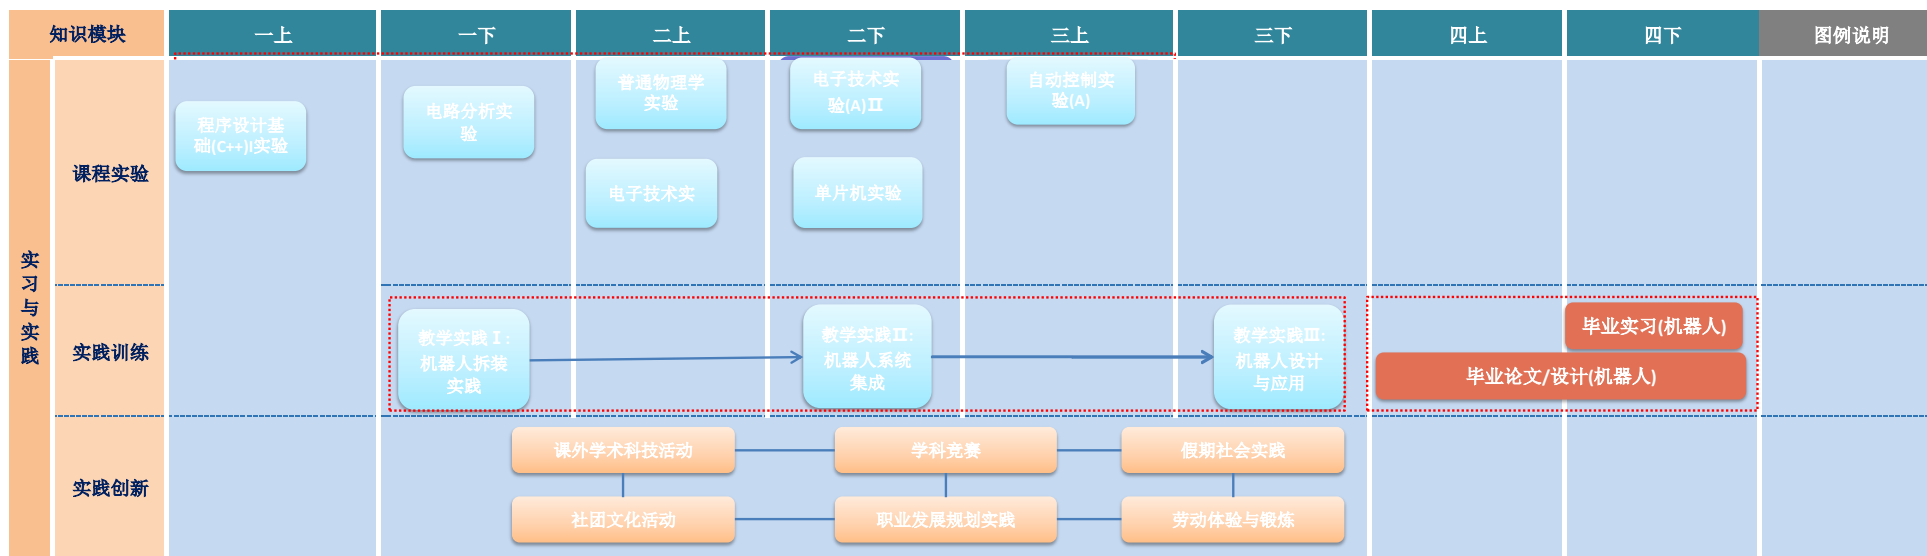 知识模块
一上
一下
二上
二下
三上
三下
四上
四下
图例说明
实
习
与
实
践
课程实验
程序设计基
础(C++)I实验
电路分析实
验
普通物理学
实验
电子技术实
电子技术实
验(A)Ⅱ
单片机实验
自动控制实
验(A)
实践训练
教学实践Ⅰ:
机器人拆装
实践
教学实践Ⅱ:
机器人系统
集成
教学实践Ⅲ:
机器人设计
与应用
毕业实习(机器人)
毕业论文/设计(机器人)
实践创新
课外学术科技活动
学科竞赛
假期社会实践
社团文化活动
职业发展规划实践
劳动体验与锻炼